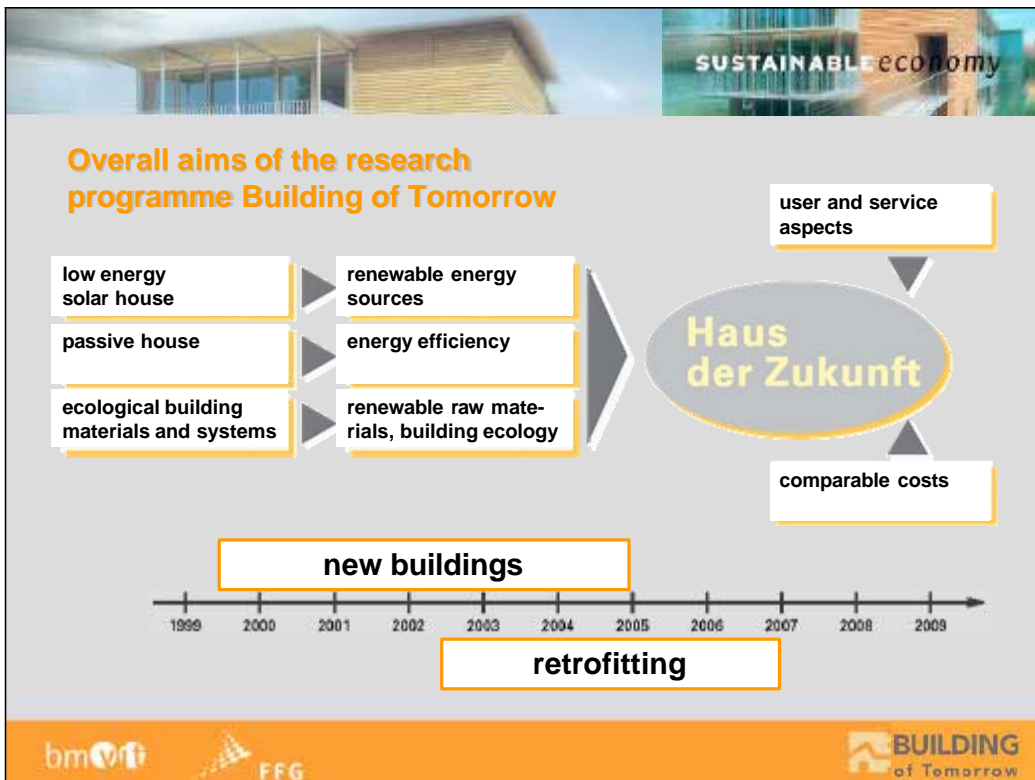 SUSTAINABLE economy
Overall aims of the research
programme Building of Tomorrow
user and service
aspects
low energy
solar house
renewable energy
sources
passive house
energy efficiency
ecological building
materials and systems
renewable raw mate-
rials, building ecology
Haus
der Zukunft
comparable costs
new buildings
1999 2000 2001 2002 2003 2004 2005 2006 2007 2008 2009
retrofitting
bmvit
FFG
BUILDING
of Tomorrow